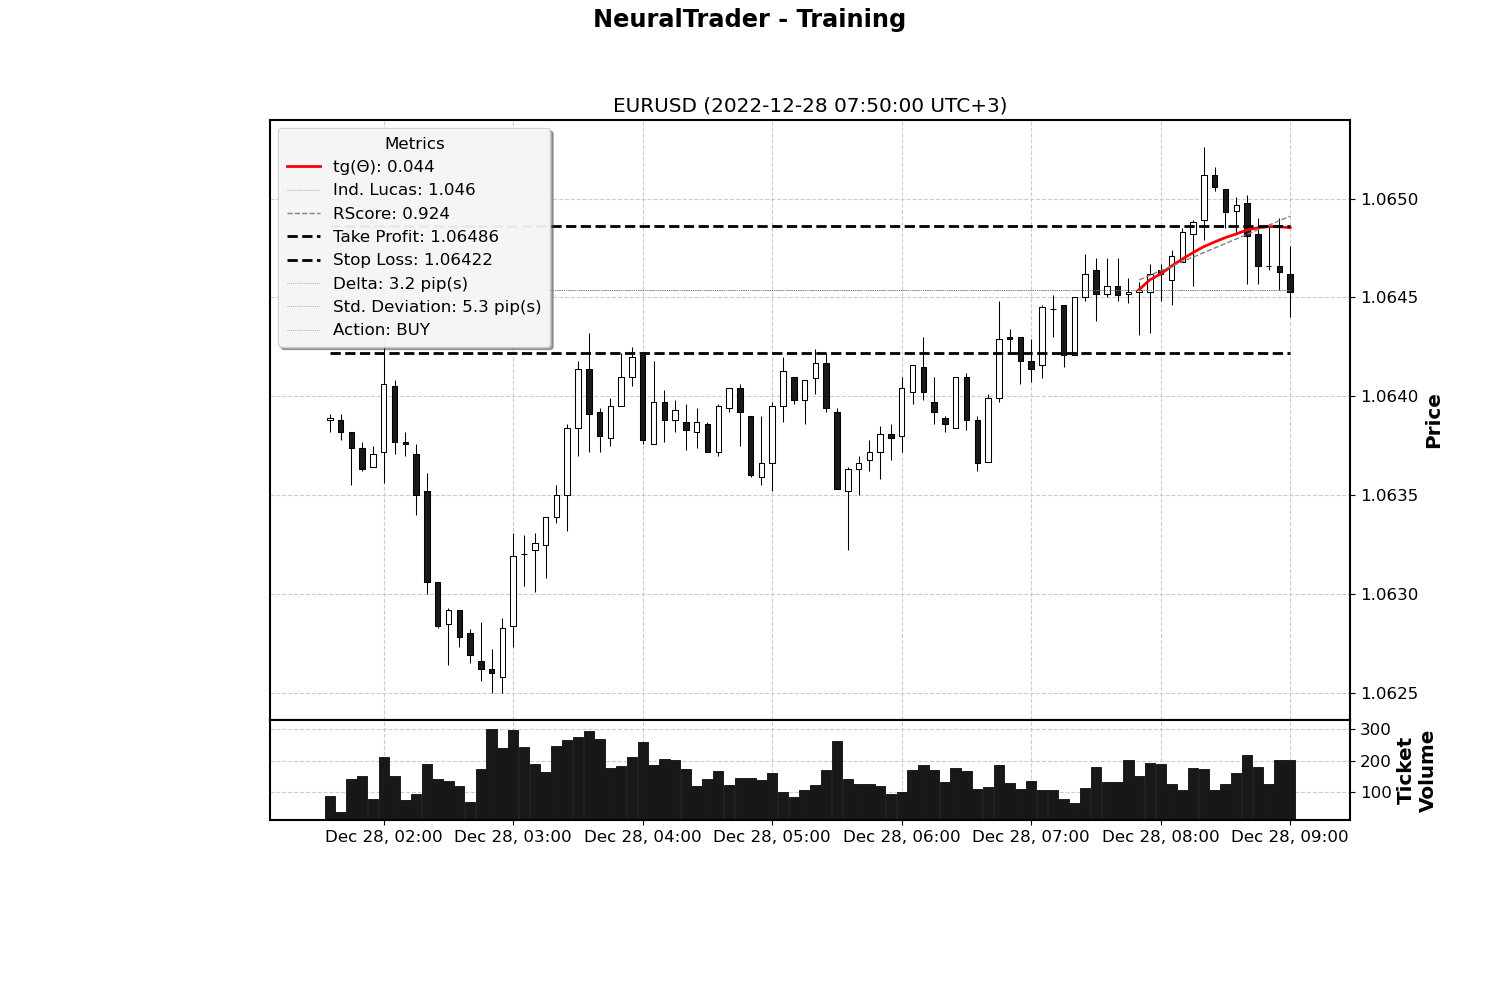 NeuralTrader - Training
EURUSD (2022-12-28 07:50:00 UTC+3)
Metrics
tg(Θ): 0.044
Ind. Lucas: 1.046
RScore: 0.924
Take Profit: 1.06486
Stop Loss: 1.06422
Delta: 3.2 pip(s)
Std. Deviation: 5.3 pip(s)
Action: BUY
1.0650
1.0645
1.0640
1.0635
1.0630
1.0625
Price
300
200
100
Ticket
Volume
Dec 28, 02:00 Dec 28, 03:00 Dec 28, 04:00 Dec 28, 05:00 Dec 28, 06:00 Dec 28, 07:00 Dec 28, 08:00 Dec 28, 09:00